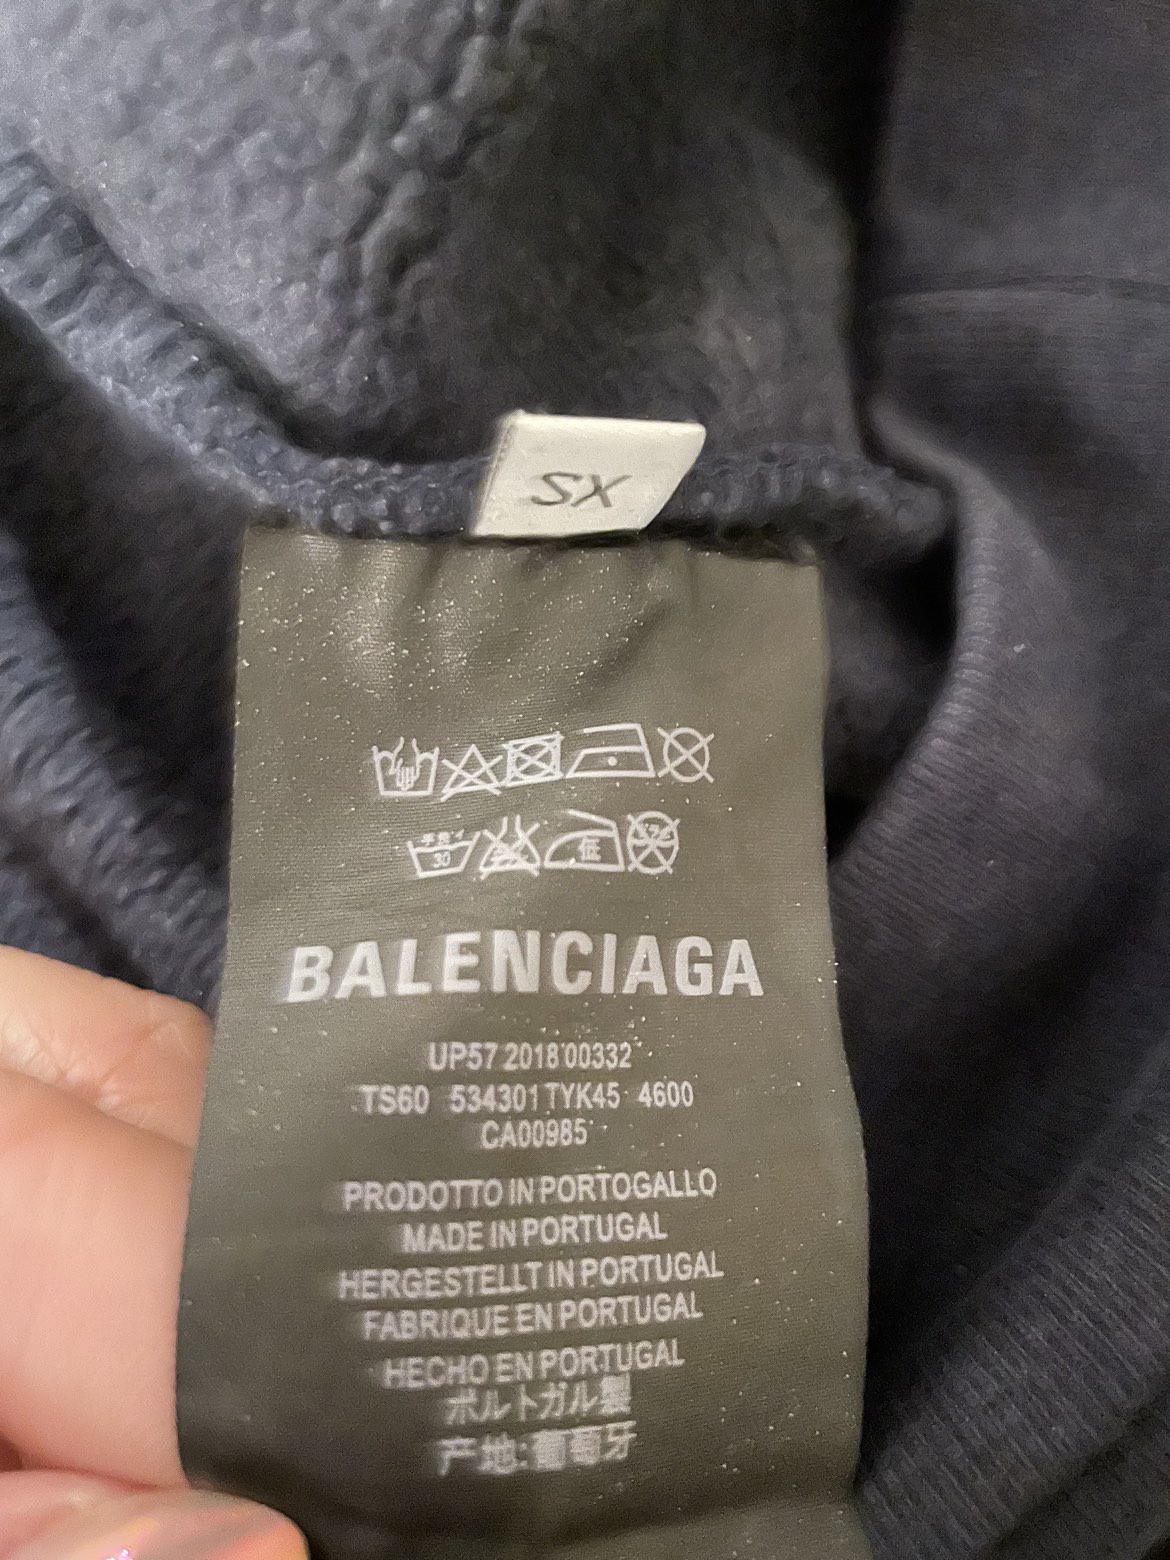 XS
30
低
BALENCIAGA
UP57 2018 00332
TS60 534301 TYK45 4600
CA00985
PRODOTTO IN PORTOGALLO
MADE IN PORTUGAL
HERGESTELLT IN PORTUGAL
FABRIQUE EN PORTUGAL
HECHO EN PORTUGAL
ポルトガル製
产地:葡萄牙